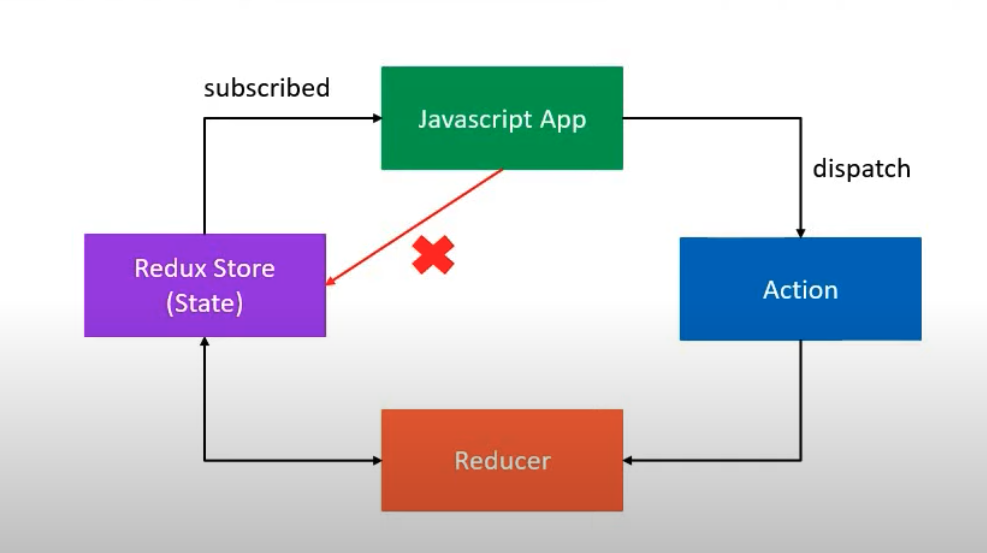 subscribed
Javascript App
dispatch
Redux Store
(State)
Action
Reducer